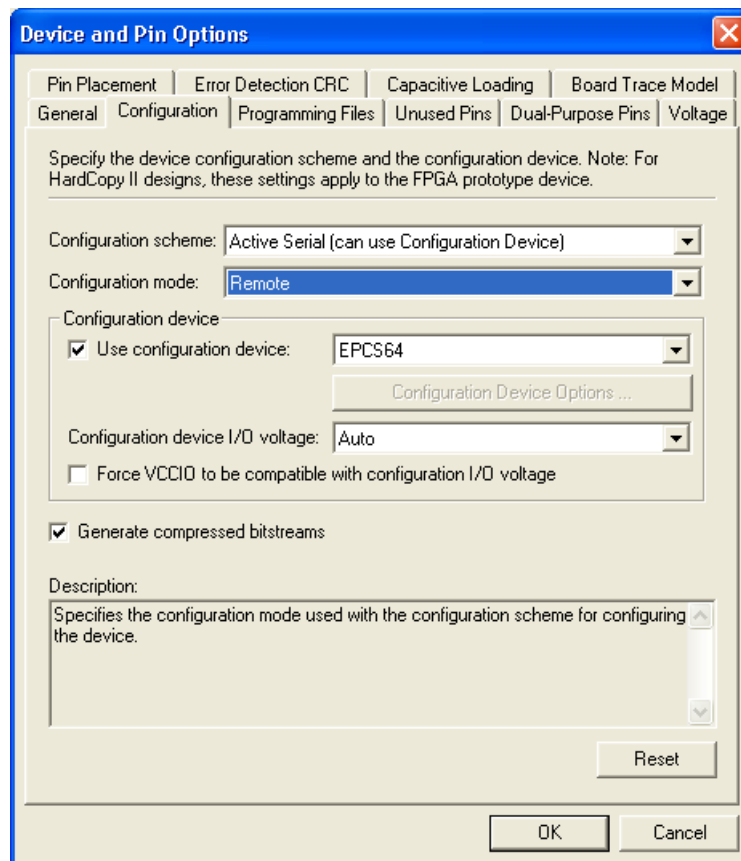 Device and Pin Options
Pin Placement Error Detection CRC Capacitive Loading Board Trace Model
General Configuration Programming Files Unused Pins Dual-Purpose Pins Voltage
Specify the device configuration scheme and the configuration device. Note: For
HardCopy II designs, these settings apply to the FPGA prototype device.
Configuration scheme: Active Serial (can use Configuration Device)
Configuration mode: Remote
Configuration device
Use configuration device: EPCS64
Configuration Device Options ...
Configuration device I/O voltage: Auto
Force VCCIO to be compatible with configuration I/O voltage
Generate compressed bitstreams
Description:
Specifies the configuration mode used with the configuration scheme for configuring
the device.
Reset
OK Cancel